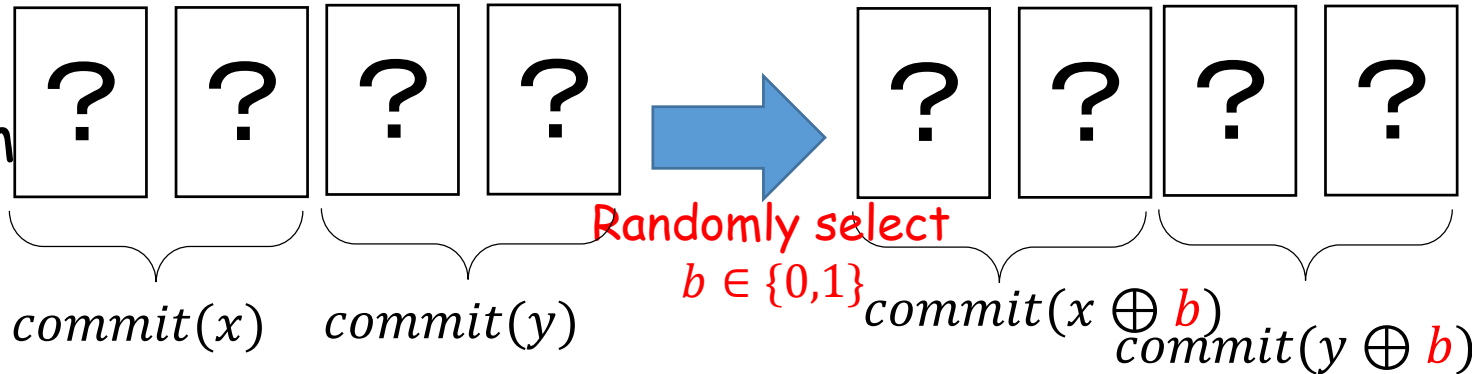 ? ? ? ? ? ? ? ?
Randomly select
b ∈ {0,1}
commit(x) commit(y) commit(x ⊕ b)
commit(y ⊕ b)